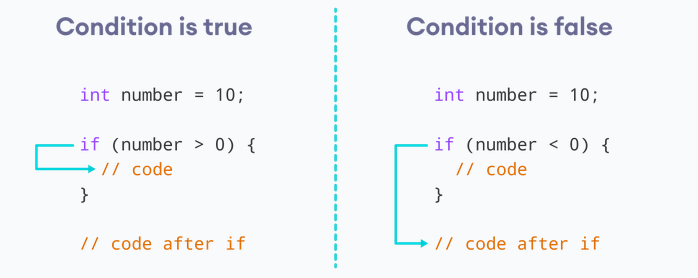 Condition is true
int number = 10;
if (number > 0) {
// code
}
// code after if
Condition is false
int number = 10;
if (number < 0) {
// code
}
// code after if